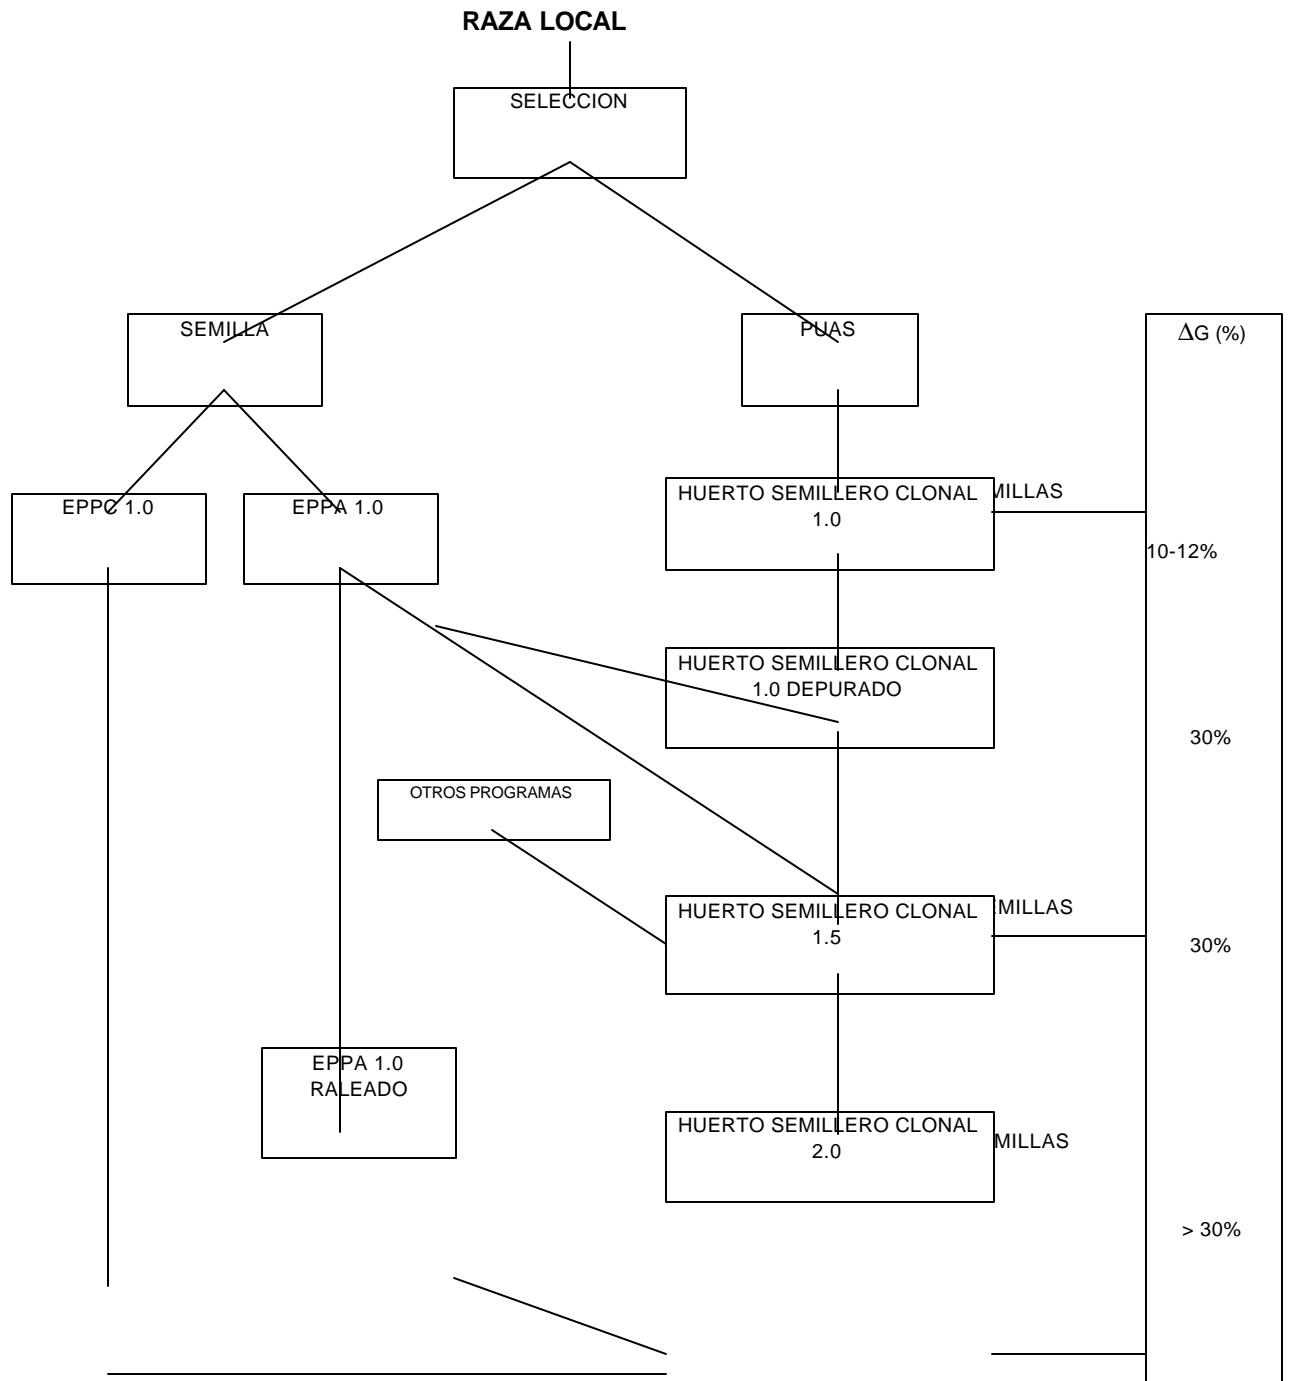 RAZA LOCAL
SELECCION
SEMILLA
PUAS
ΔG (%)
EPPC 1.0
EPPA 1.0
HUERTO SEMILLERO CLONAL
1.0
MILLAS
10-12%
HUERTO SEMILLERO CLONAL
1.0 DEPURADO
30%
OTROS PROGRAMAS
HUERTO SEMILLERO CLONAL
1.5
EMILLAS
30%
EPPA 1.0
RALEADO
HUERTO SEMILLERO CLONAL
2.0
MILLAS
> 30%